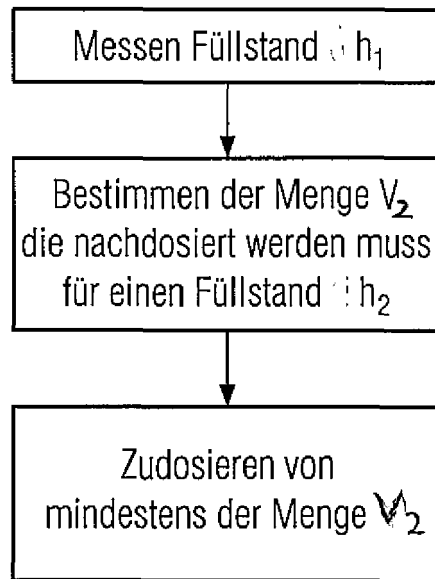 Messen Füllstand h₁
Bestimmen der Menge V₂
die nachdosiert werden muss
für einen Füllstand h₂
Zudosieren von
mindestens der Menge V₂